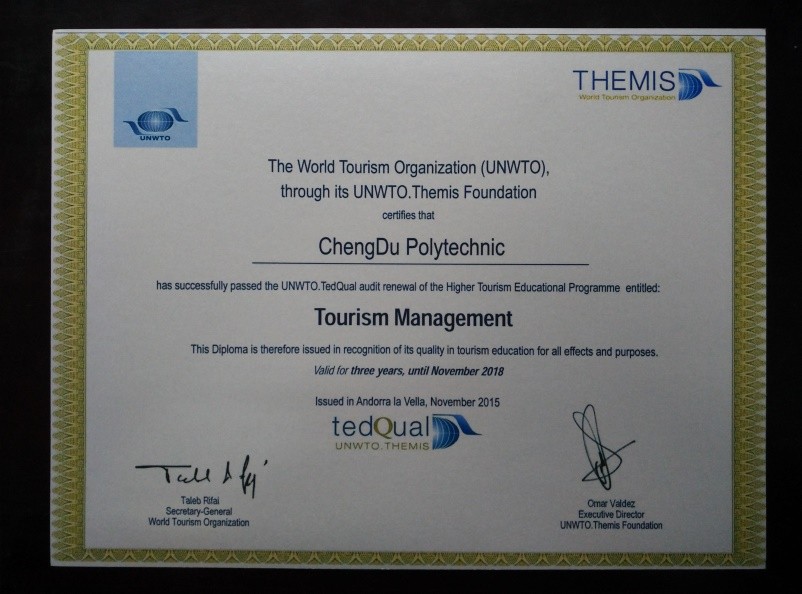 UNWTO
THEMIS
World Tourism Organization
The World Tourism Organization (UNWTO),
through its UNWTO.Themis Foundation
certifies that
ChengDu Polytechnic
has successfully passed the UNWTO.TedQual audit renewal of the Higher Tourism Educational Programme entitled:
Tourism Management
This Diploma is therefore issued in recognition of its quality in tourism education for all effects and purposes.
Valid for three years, until November 2018
Issued in Andorra la Vella, November 2015
tedQual
UNWTO.THEMIS
Taleb Rifai
Secretary-General
World Tourism Organization
Omar Valdez
Executive Director
UNWTO.Themis Foundation